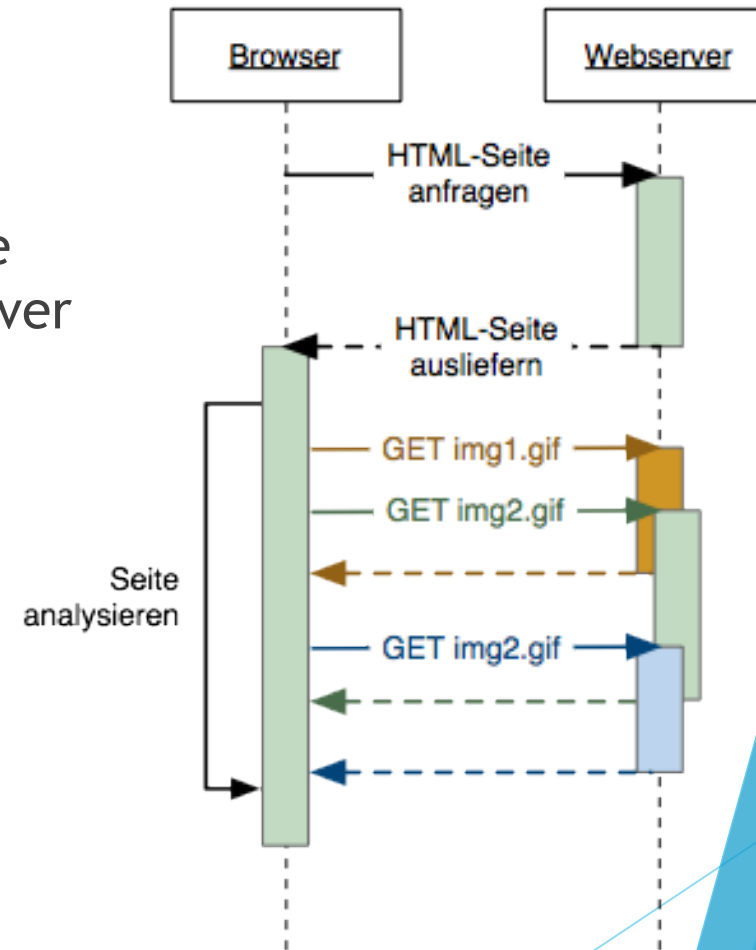 Browser
Webserver
HTML-Seite
anfragen
HTML-Seite
ausliefern
GET img1.gif
GET img2.gif
Seite
analysieren
GET img2.gif